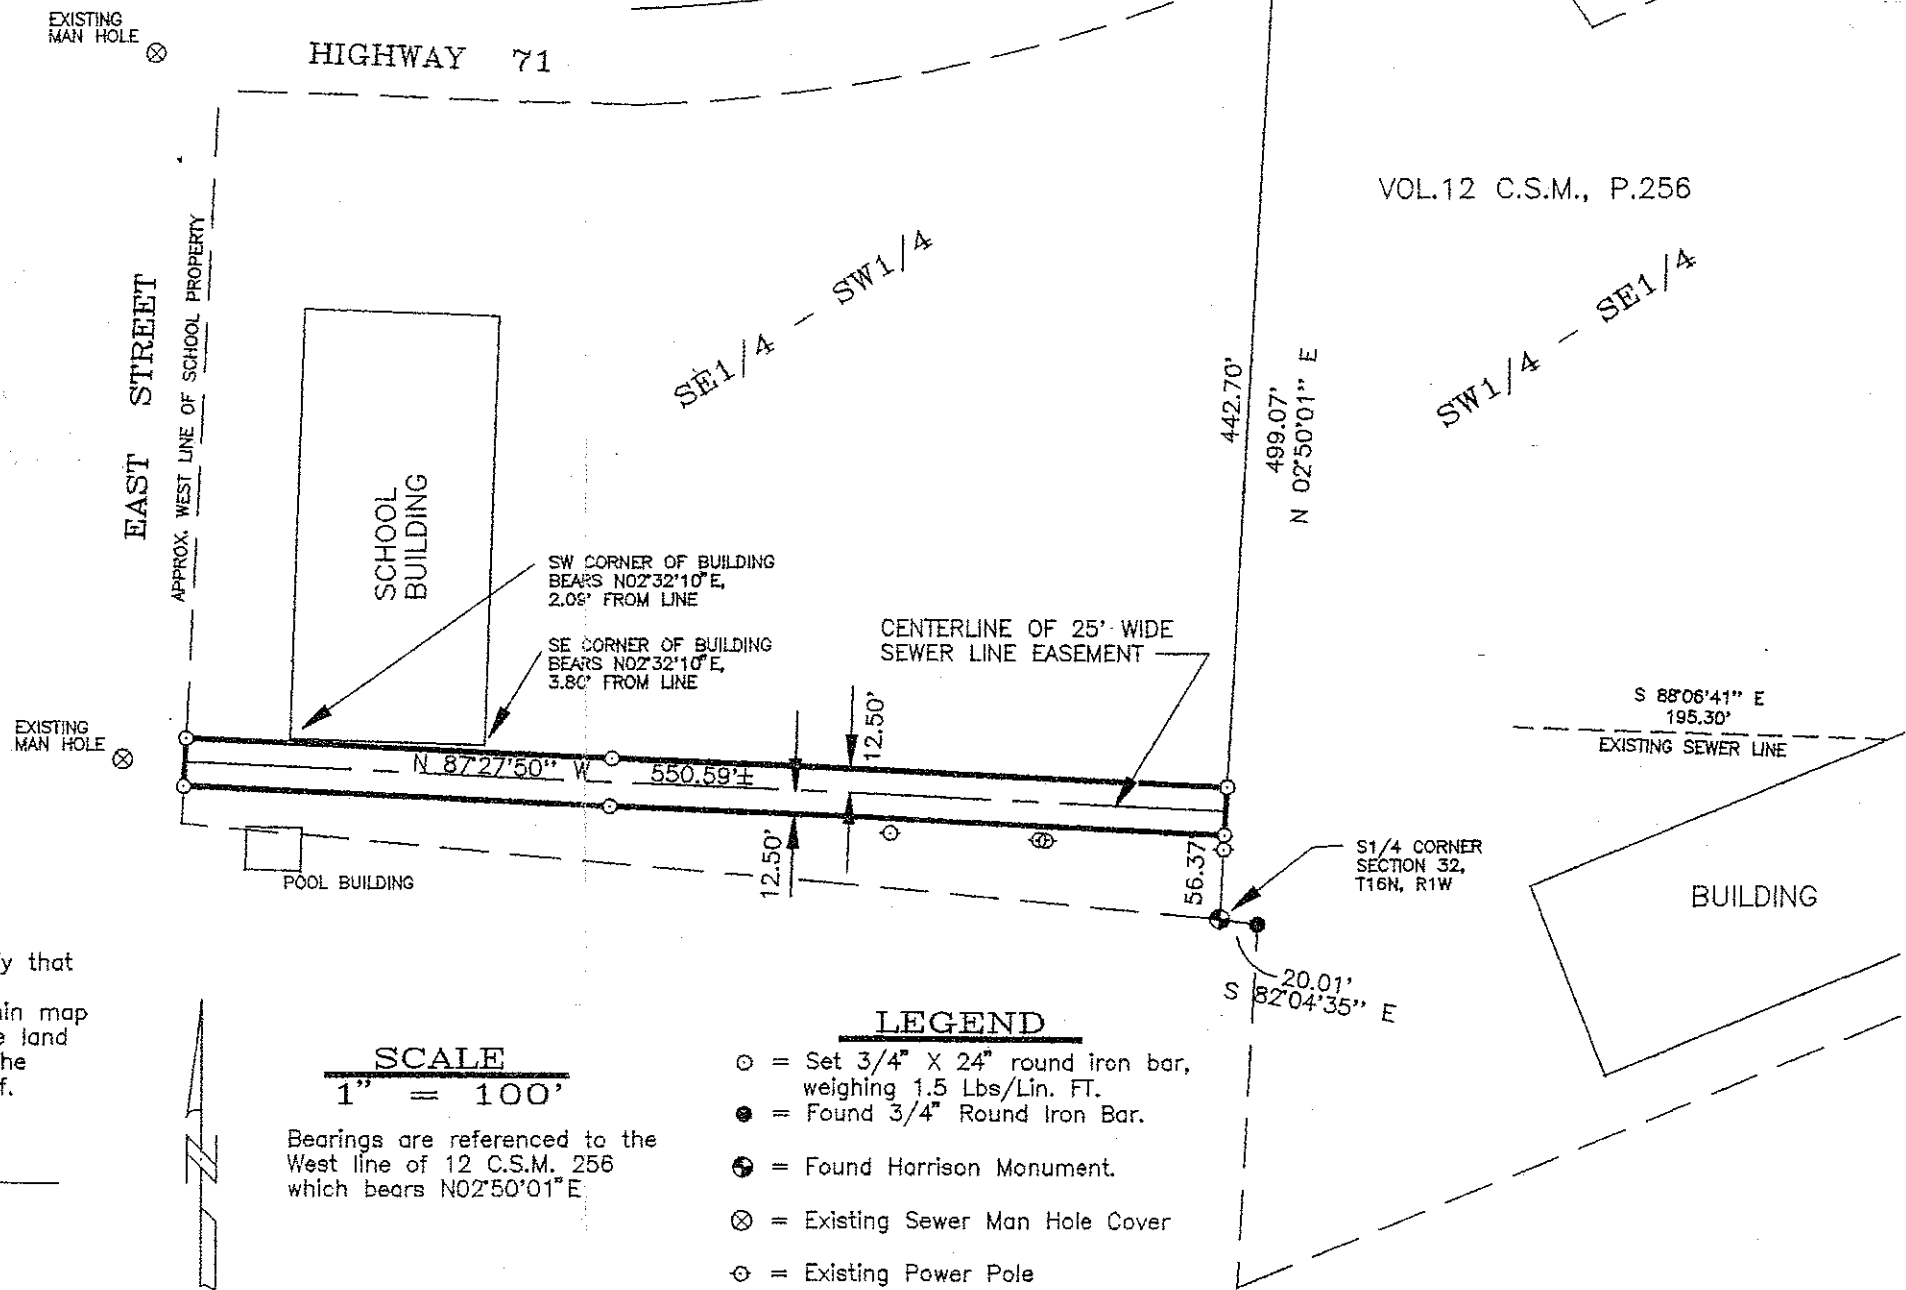 EXISTING
MAN HOLE
HIGHWAY 71
VOL.12 C.S.M., P.256
EAST STREET
APPROX. WEST LINE OF SCHOOL PROPERTY
SE1/4 - SW1/4
SW1/4 - SE1/4
442.70'
499.07'
N 02°50'01" E
SCHOOL
BUILDING
SW CORNER OF BUILDING
BEARS N02°32'10"E,
2.09' FROM LINE
SE CORNER OF BUILDING
BEARS N02°32'10"E,
3.80' FROM LINE
CENTERLINE OF 25' WIDE
SEWER LINE EASEMENT
S 88°06'41" E
195.30'
EXISTING SEWER LINE
EXISTING
MAN HOLE
N 87°27'50" W 550.59'±
12.50'
12.50'
56.37'
POOL BUILDING
S1/4 CORNER
SECTION 32,
T16N, R1W
BUILDING
20.01'
S 82°04'35" E
y that
in map
e land
he
f.
N
SCALE
1" = 100'
Bearings are referenced to the
West line of 12 C.S.M. 256
which bears N02°50'01"E
LEGEND
= Set 3/4" X 24" round iron bar,
weighing 1.5 Lbs/Lin. FT.
= Found 3/4" Round Iron Bar.
= Found Harrison Monument.
= Existing Sewer Man Hole Cover
= Existing Power Pole